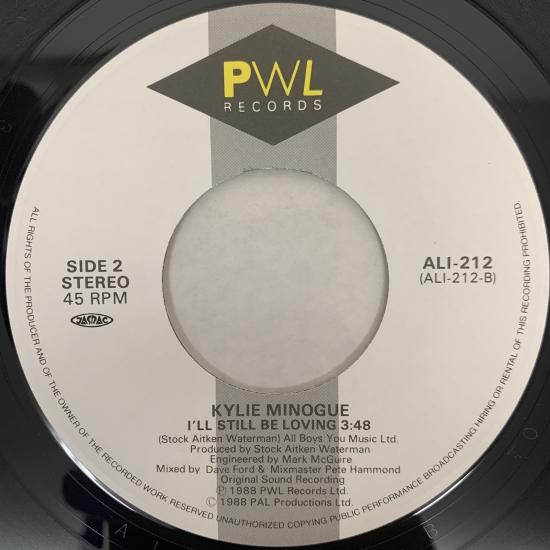 PWL
RECORDS
SIDE 2
STEREO
45 RPM
JASRAC
ALI-212
(ALI-212-B)
KYLIE MINOGUE
I'LL STILL BE LOVING 3:48
(Stock Aitken Waterman) All Boys You Music Ltd.
Produced by Stock Aitken Waterman
Engineered by Mark McGuire
Mixed by Dave Ford & Mixmaster Pete Hammond
Original Sound Recording
Ⓟ 1988 PWL Records Ltd.
© 1988 PAL Productions Ltd.
ALL RIGHTS OF THE PRODUCER AND OF THE OWNER OF THE RECORDED WORK RESERVED UNAUTHORIZED COPYING PUBLIC PERFORMANCE BROADCASTING HIRING OR RENTAL OF THIS RECORDING PROHIBITED.